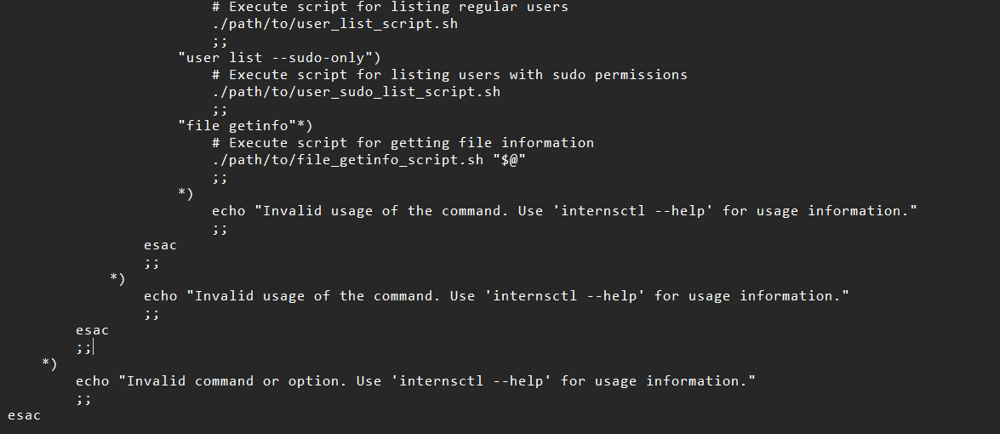 # Execute script for listing regular users
./path/to/user_list_script.sh
;;
"user list --sudo-only")
# Execute script for listing users with sudo permissions
./path/to/user_sudo_list_script.sh
;;
"file getinfo"*)
# Execute script for getting file information
./path/to/file_getinfo_script.sh "$@"
;;
*)
echo "Invalid usage of the command. Use 'internsctl --help' for usage information."
;;
esac
;;
*)
echo "Invalid usage of the command. Use 'internsctl --help' for usage information."
;;
esac
;;
*)
echo "Invalid command or option. Use 'internsctl --help' for usage information."
;;
esac